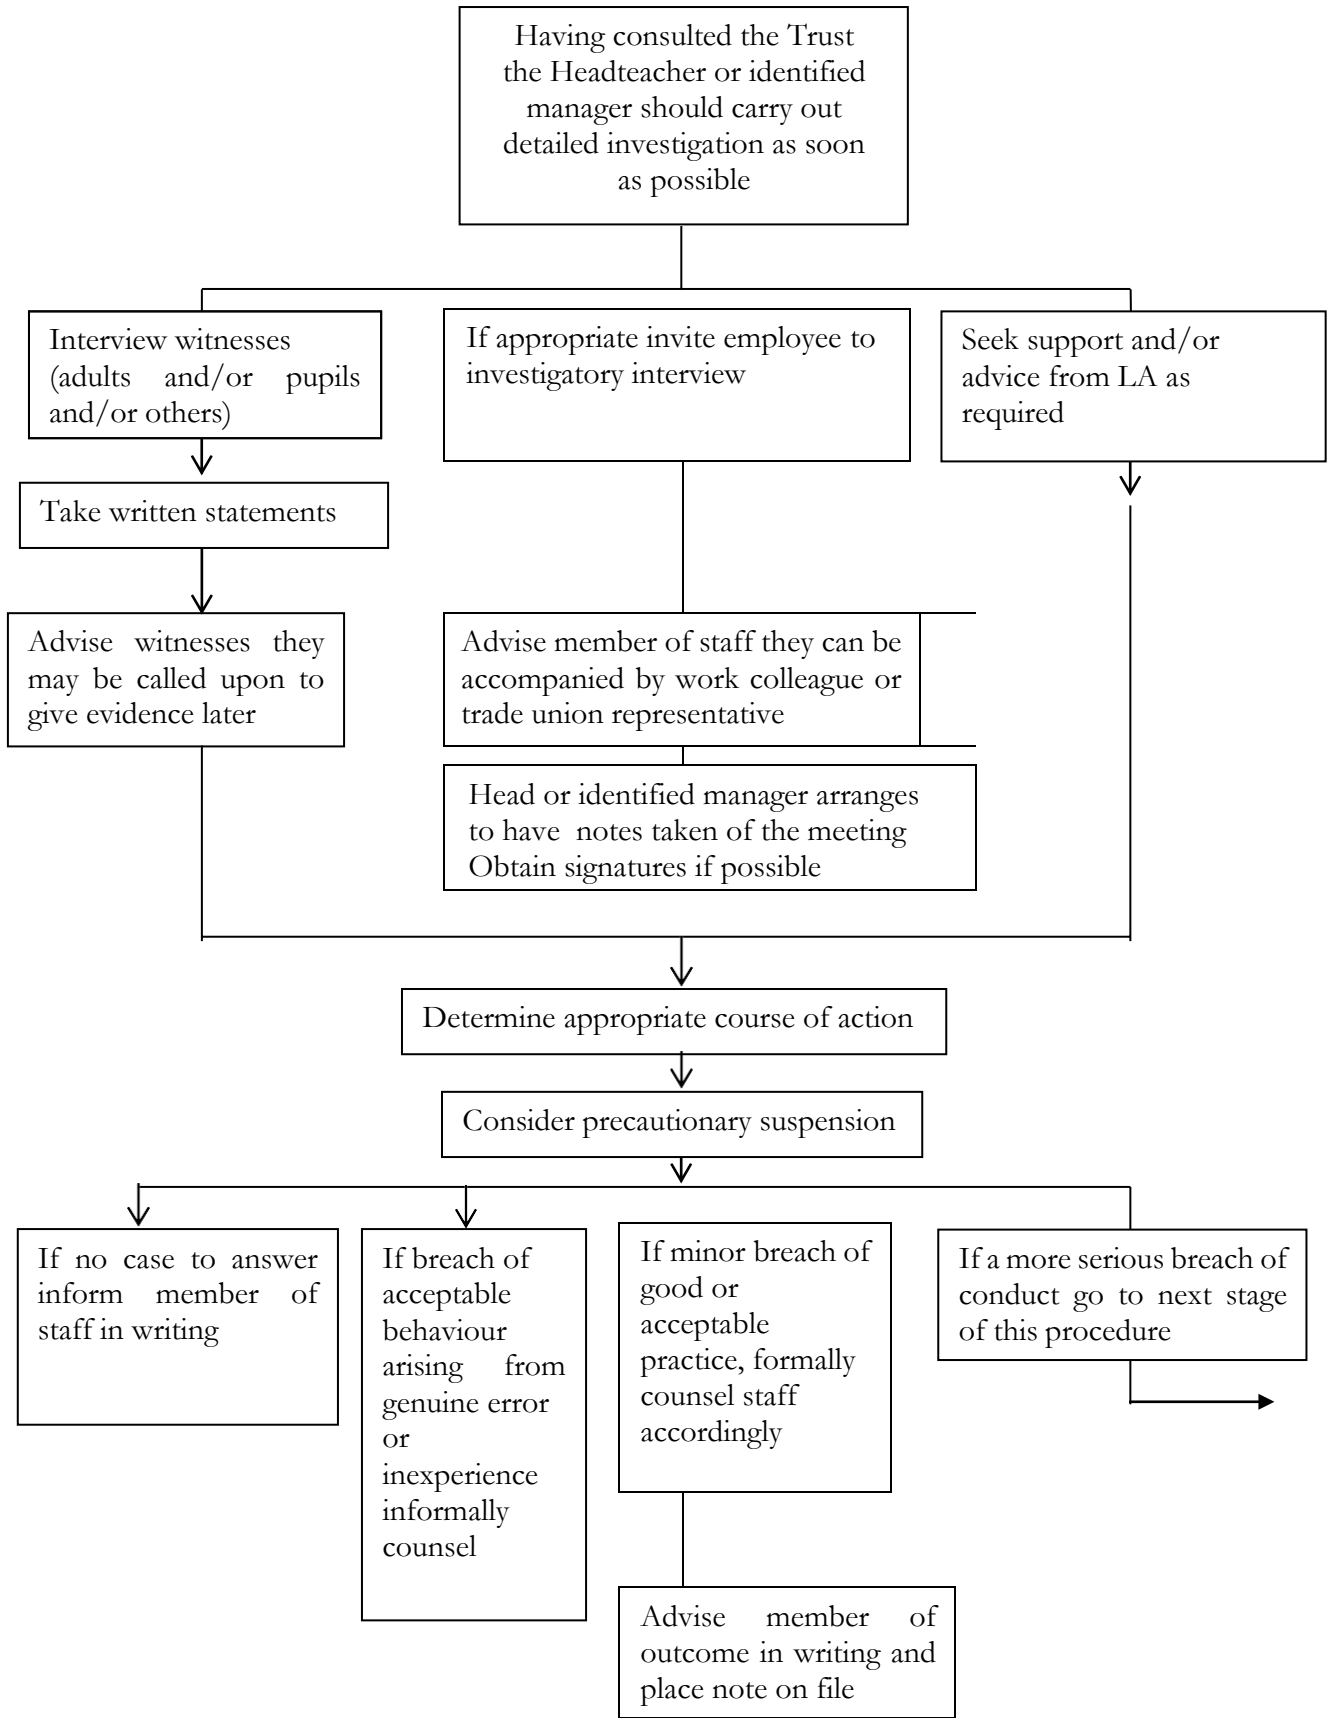 Having consulted the Trust
the Headteacher or identified
manager should carry out
detailed investigation as soon
as possible
Interview witnesses
(adults and/or pupils
and/or others)
If appropriate invite employee to
investigatory interview
Seek support and/or
advice from LA as
required
Take written statements
Advise witnesses they
may be called upon to
give evidence later
Advise member of staff they can be
accompanied by work colleague or
trade union representative
Head or identified manager arranges
to have notes taken of the meeting
Obtain signatures if possible
Determine appropriate course of action
Consider precautionary suspension
If no case to answer
inform member of
staff in writing
If breach of
acceptable
behaviour
arising from
genuine error
or
inexperience
informally
counsel
If minor breach of
good or
acceptable
practice, formally
counsel staff
accordingly
If a more serious breach of
conduct go to next stage
of this procedure
Advise member of
outcome in writing and
place note on file